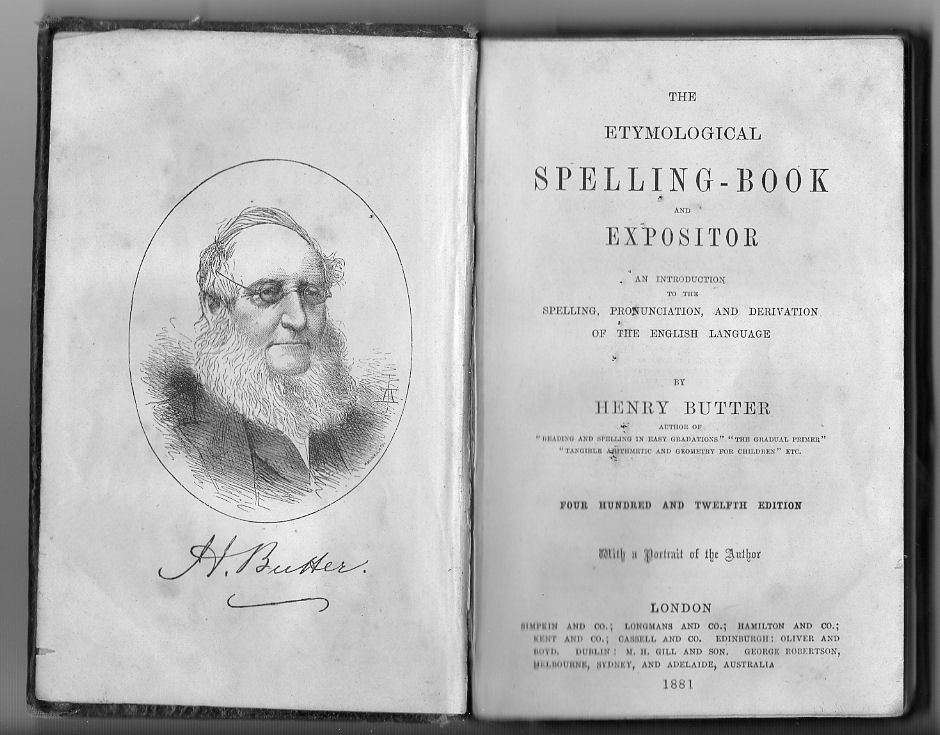 H. Butter.
THE
ETYMOLOGICAL
SPELLING-BOOK
AND
EXPOSITOR
AN INTRODUCTION
TO THE
SPELLING, PRONUNCIATION, AND DERIVATION
OF THE ENGLISH LANGUAGE
BY
HENRY BUTTER
AUTHOR OF
"READING AND SPELLING IN EASY GRADATIONS" "THE GRADUAL PRIMER"
"TANGIBLE ARITHMETIC AND GEOMETRY FOR CHILDREN" ETC.
FOUR HUNDRED AND TWELFTH EDITION
With a Portrait of the Author
LONDON
SIMPKIN AND CO.; LONGMANS AND CO.; HAMILTON AND CO.;
KENT AND CO.; CASSELL AND CO. EDINBURGH: OLIVER AND
BOYD. DUBLIN: M. H. GILL AND SON. GEORGE ROBERTSON,
MELBOURNE, SYDNEY, AND ADELAIDE, AUSTRALIA
1881